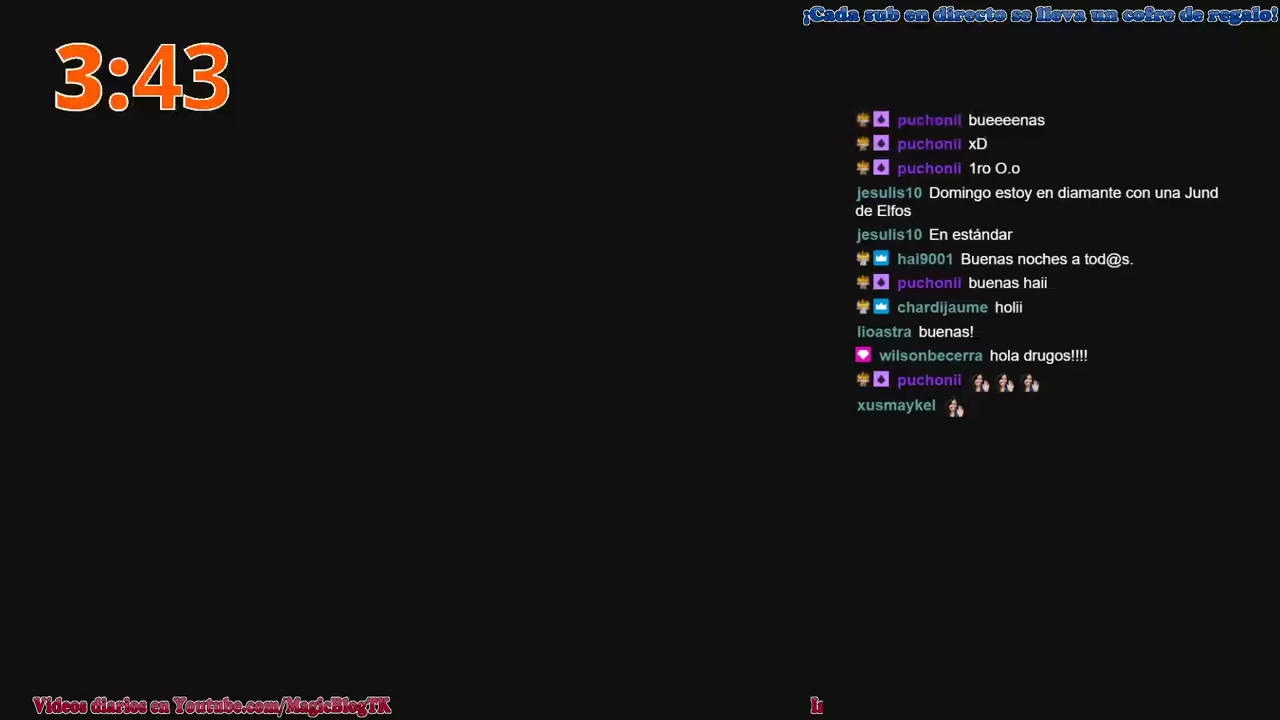 ¡Cada sub en directo se lleva un cofre de regalo!
3:43
puchonii bueeeenas
puchonii xD
puchonii 1ro O.o
jesulis10 Domingo estoy en diamante con una Jund
de Elfos
jesulis10 En estándar
hai9001 Buenas noches a tod@s.
puchonii buenas haii
chardijaume holii
lioastra buenas!
wilsonbecerra hola drugos!!!!
puchonii
xusmaykel
Videos diarios en Youtube.com/MagicBlogTK